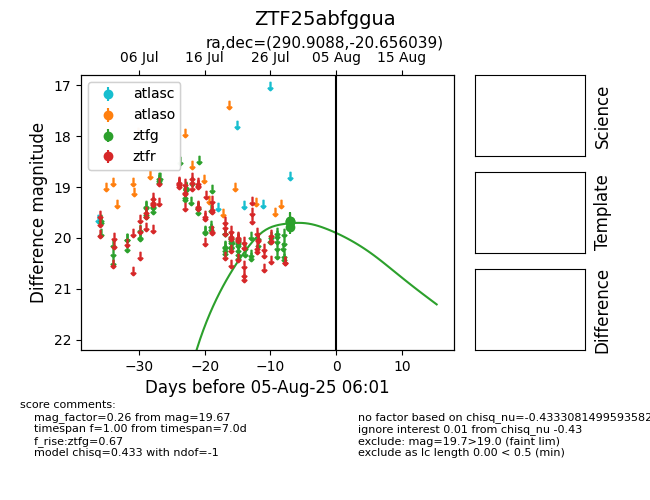 ZTF25abfggua
ra,dec=(290.9088,-20.656039)
06 Jul
16 Jul
26 Jul
05 Aug
15 Aug
17
18
19
20
21
22
Difference magnitude
atlasc
atlaso
ztfg
ztfr
−30
−20
−10
0
10
Days before 05-Aug-25 06:01
Science
Template
Difference
score comments:
mag_factor=0.26 from mag=19.67
timespan f=1.00 from timespan=7.0d
f_rise:ztfg=0.67
model chisq=0.433 with ndof=-1
no factor based on chisq_nu=-0.4333081499593582
ignore interest 0.01 from chisq_nu -0.43
exclude: mag=19.7>19.0 (faint lim)
exclude as lc length 0.00 < 0.5 (min)